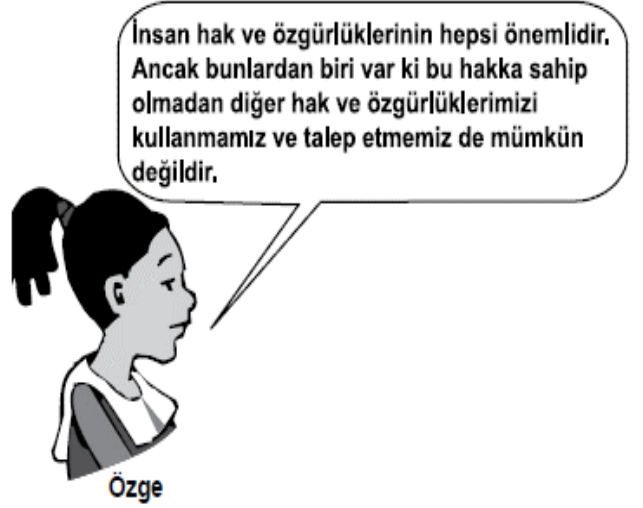 İnsan hak ve özgürlüklerinin hepsi önemlidir.
Ancak bunlardan biri var ki bu hakka sahip
olmadan diğer hak ve özgürlüklerimizi
kullanmamız ve talep etmemiz de mümkün
değildir.
Özge